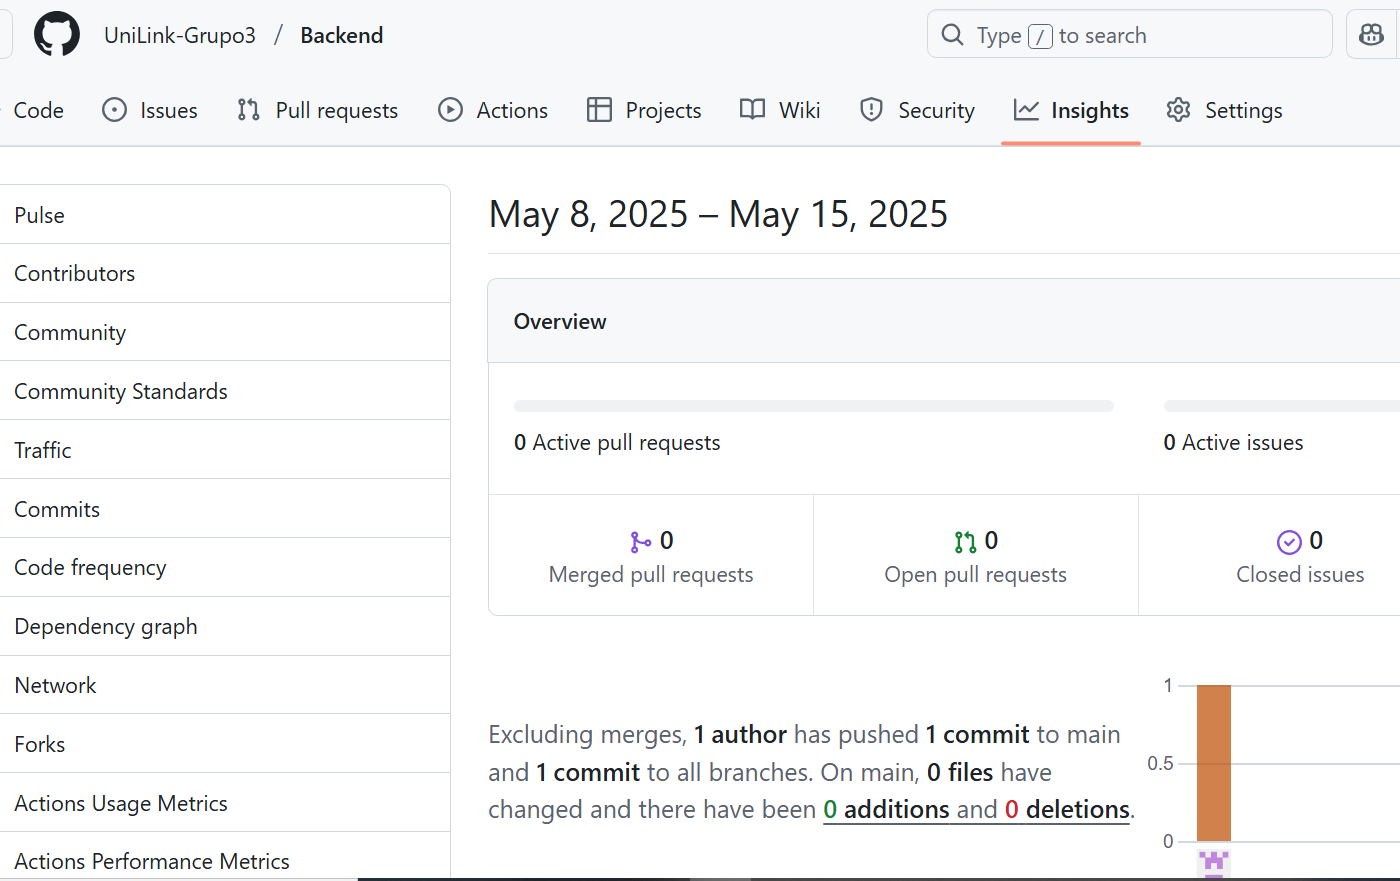 UniLink-Grupo3 / Backend
Type / to search
Code
Issues
Pull requests
Actions
Projects
Wiki
Security
Insights
Settings
Pulse
Contributors
Community
Community Standards
Traffic
Commits
Code frequency
Dependency graph
Network
Forks
Actions Usage Metrics
Actions Performance Metrics
May 8, 2025 – May 15, 2025
Overview
0 Active pull requests
0 Active issues
0
Merged pull requests
0
Open pull requests
0
Closed issues
Excluding merges, 1 author has pushed 1 commit to main
and 1 commit to all branches. On main, 0 files have
changed and there have been 0 additions and 0 deletions.
1
0.5
0